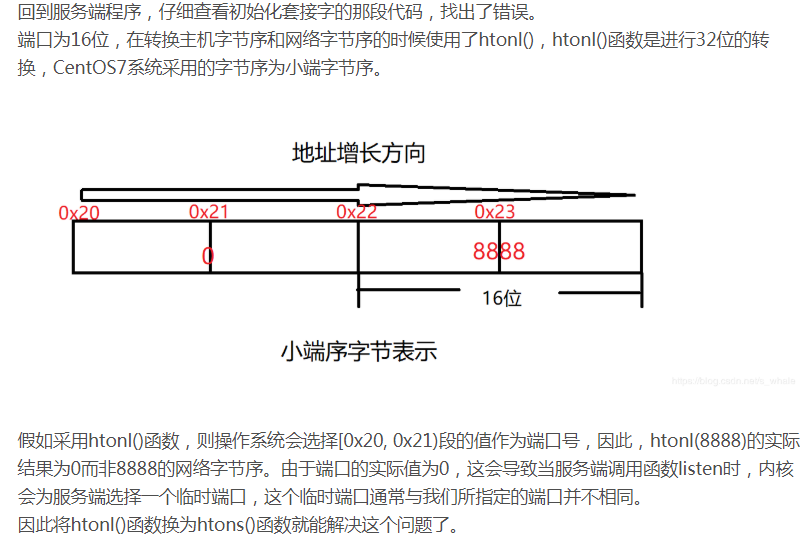 回到服务端程序，仔细查看初始化套接字的那段代码，找出了错误。
端口为16位，在转换主机字节序和网络字节序的时候使用了htonl()，htonl()函数是进行32位的转
换，CentOS7系统采用的字节序为小端字节序。
地址增长方向
0x20 0x21 0x22 0x23
0 8888
16位
小端序字节表示
假如采用htonl()函数，则操作系统会选择[0x20, 0x21)段的值作为端口号，因此，htonl(8888)的实际
结果为0而非8888的网络字节序。由于端口的实际值为0，这会导致当服务端调用函数listen时，内核
会为服务端选择一个临时端口，这个临时端口通常与我们所指定的端口并不相同。
因此将htonl()函数换为htons()函数就能解决这个问题了。